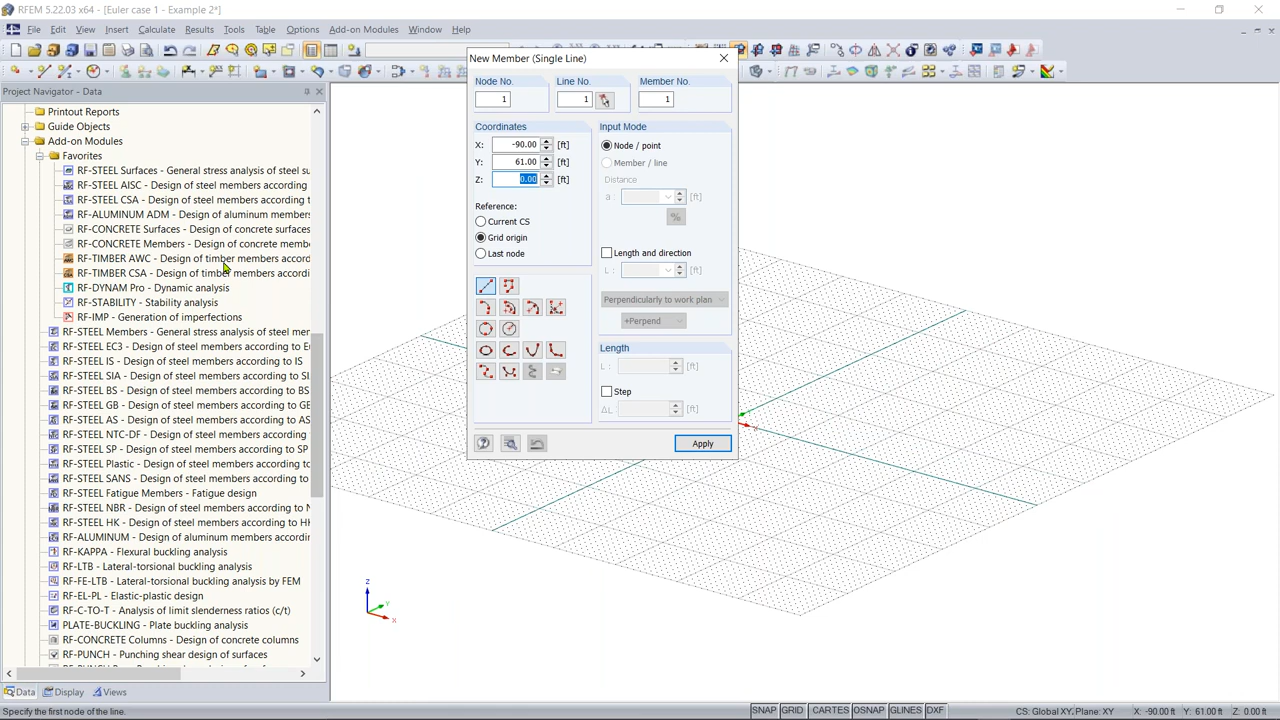 RFEM 5.22.03 x64 - [Euler case 1 - Example 2*]
File Edit View Insert Calculate Results Tools Table Options Add-on Modules Window Help
Project Navigator - Data
Printout Reports
Guide Objects
Add-on Modules
Favorites
RF-STEEL Surfaces - General stress analysis of steel su
RF-STEEL AISC - Design of steel members according
RF-STEEL CSA - Design of steel members according t
RF-ALUMINUM ADM - Design of aluminum members
RF-CONCRETE Surfaces - Design of concrete surfaces
RF-CONCRETE Members - Design of concrete membe
RF-TIMBER AWC - Design of timber members accord
RF-TIMBER CSA - Design of timber members accordi
RF-DYNAM Pro - Dynamic analysis
RF-STABILITY - Stability analysis
RF-IMP - Generation of imperfections
RF-STEEL Members - General stress analysis of steel mer
RF-STEEL EC3 - Design of steel members according to Eu
RF-STEEL IS - Design of steel members according to IS
RF-STEEL SIA - Design of steel members according to SI
RF-STEEL BS - Design of steel members according to BS
RF-STEEL GB - Design of steel members according to GE
RF-STEEL AS - Design of steel members according to AS
RF-STEEL NTC-DF - Design of steel members according
RF-STEEL SP - Design of steel members according to SP
RF-STEEL Plastic - Design of steel members according t
RF-STEEL SANS - Design of steel members according to
RF-STEEL Fatigue Members - Fatigue design
RF-STEEL NBR - Design of steel members according to N
RF-STEEL HK - Design of steel members according to HI
RF-ALUMINUM - Design of aluminum members accordi
RF-KAPPA - Flexural buckling analysis
RF-LTB - Lateral-torsional buckling analysis
RF-FE-LTB - Lateral-torsional buckling analysis by FEM
RF-EL-PL - Elastic-plastic design
RF-C-TO-T - Analysis of limit slenderness ratios (c/t)
PLATE-BUCKLING - Plate buckling analysis
RF-CONCRETE Columns - Design of concrete columns
RF-PUNCH - Punching shear design of surfaces
Data Display Views
New Member (Single Line)
Node No. Line No. Member No.
1 1 1
Coordinates
X: -90.00 [ft]
Y: 61.00 [ft]
Z: 0.00 [ft]
Reference:
Current CS
Grid origin
Last node
Input Mode
Node / point
Member / line
Distance
a : [ft]
%
Length and direction
L : [ft]
Perpendicularly to work plan
+Perpend
Length
L : [ft]
Step
ΔL : [ft]
Apply
X
Z
Y
X
Specify the first node of the line.
SNAP GRID CARTES OSNAP GLINES DXF CS: Global XY, Plane: XY X: -90.00 ft Y: 61.00 ft Z: 0.00 ft